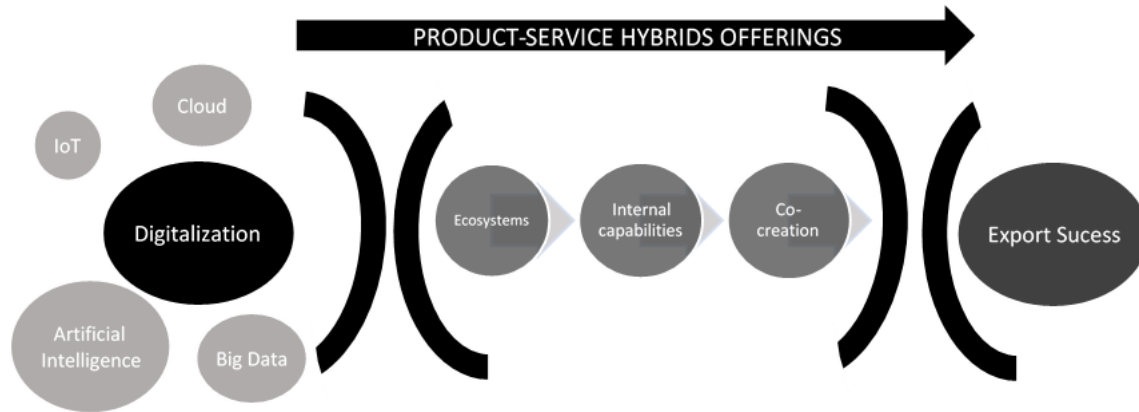 PRODUCT-SERVICE HYBRIDS OFFERINGS
Cloud
IoT
Digitalization
Artificial
Intelligence
Big Data
Ecosystems
Internal
capabilities
Co-
creation
Export Sucess